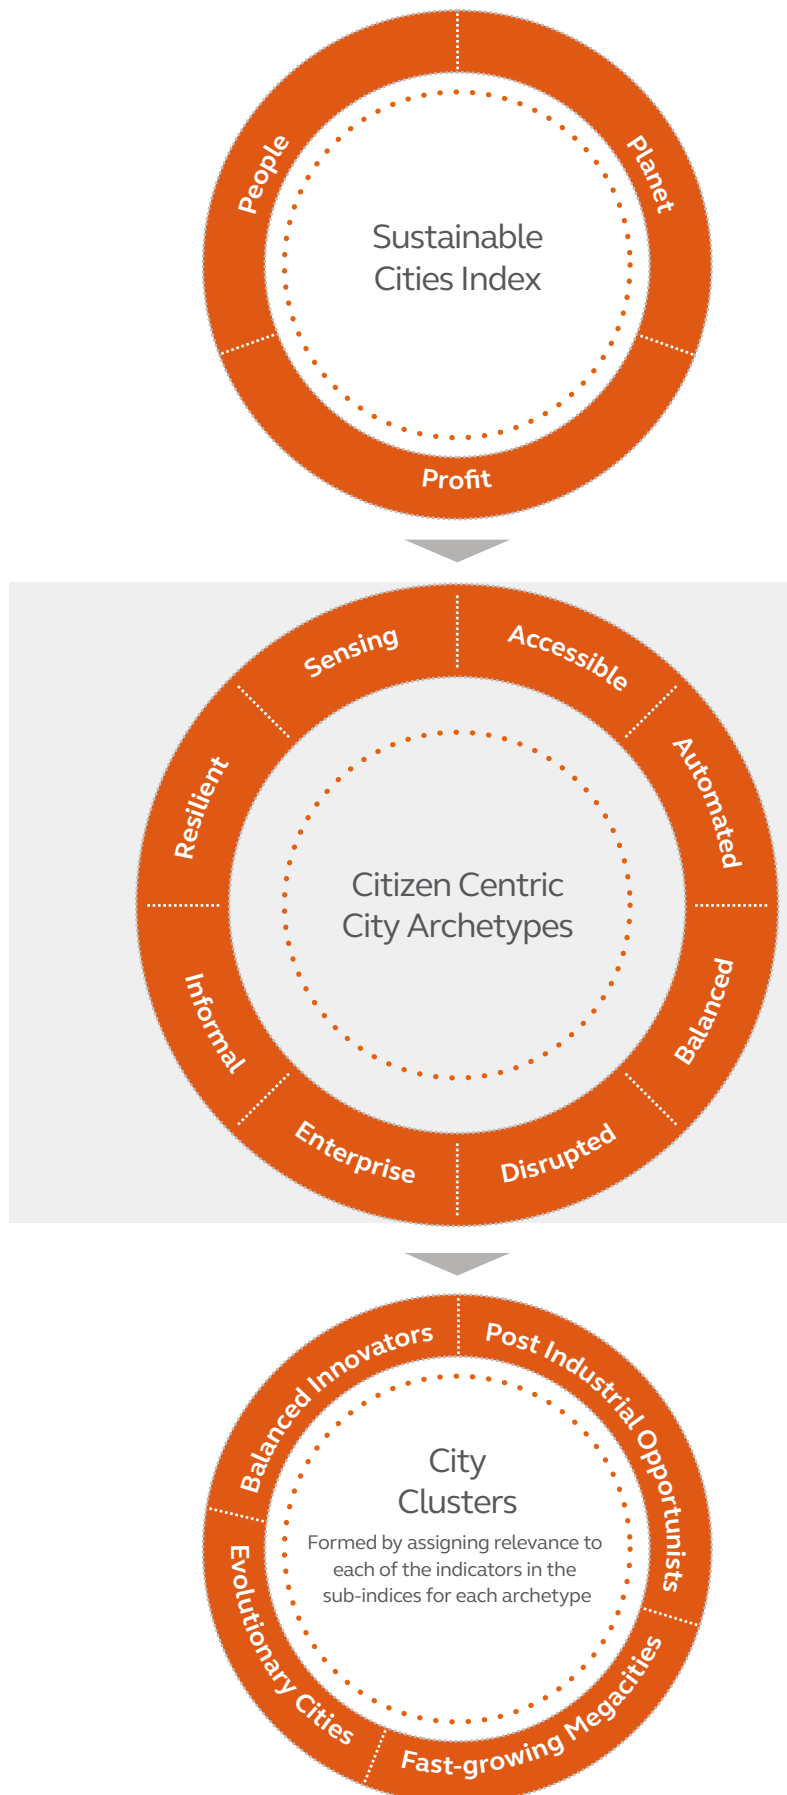 People
Planet
Sustainable
Cities Index
Profit
Sensing
Accessible
Resilient
Automated
Citizen Centric
City Archetypes
Informal
Balanced
Enterprise
Disrupted
Balanced Innovators
Post Industrial Opportunists
City
Clusters
Formed by assigning relevance to
each of the indicators in the
sub-indices for each archetype
Evolutionary Cities
Fast-growing Megacities